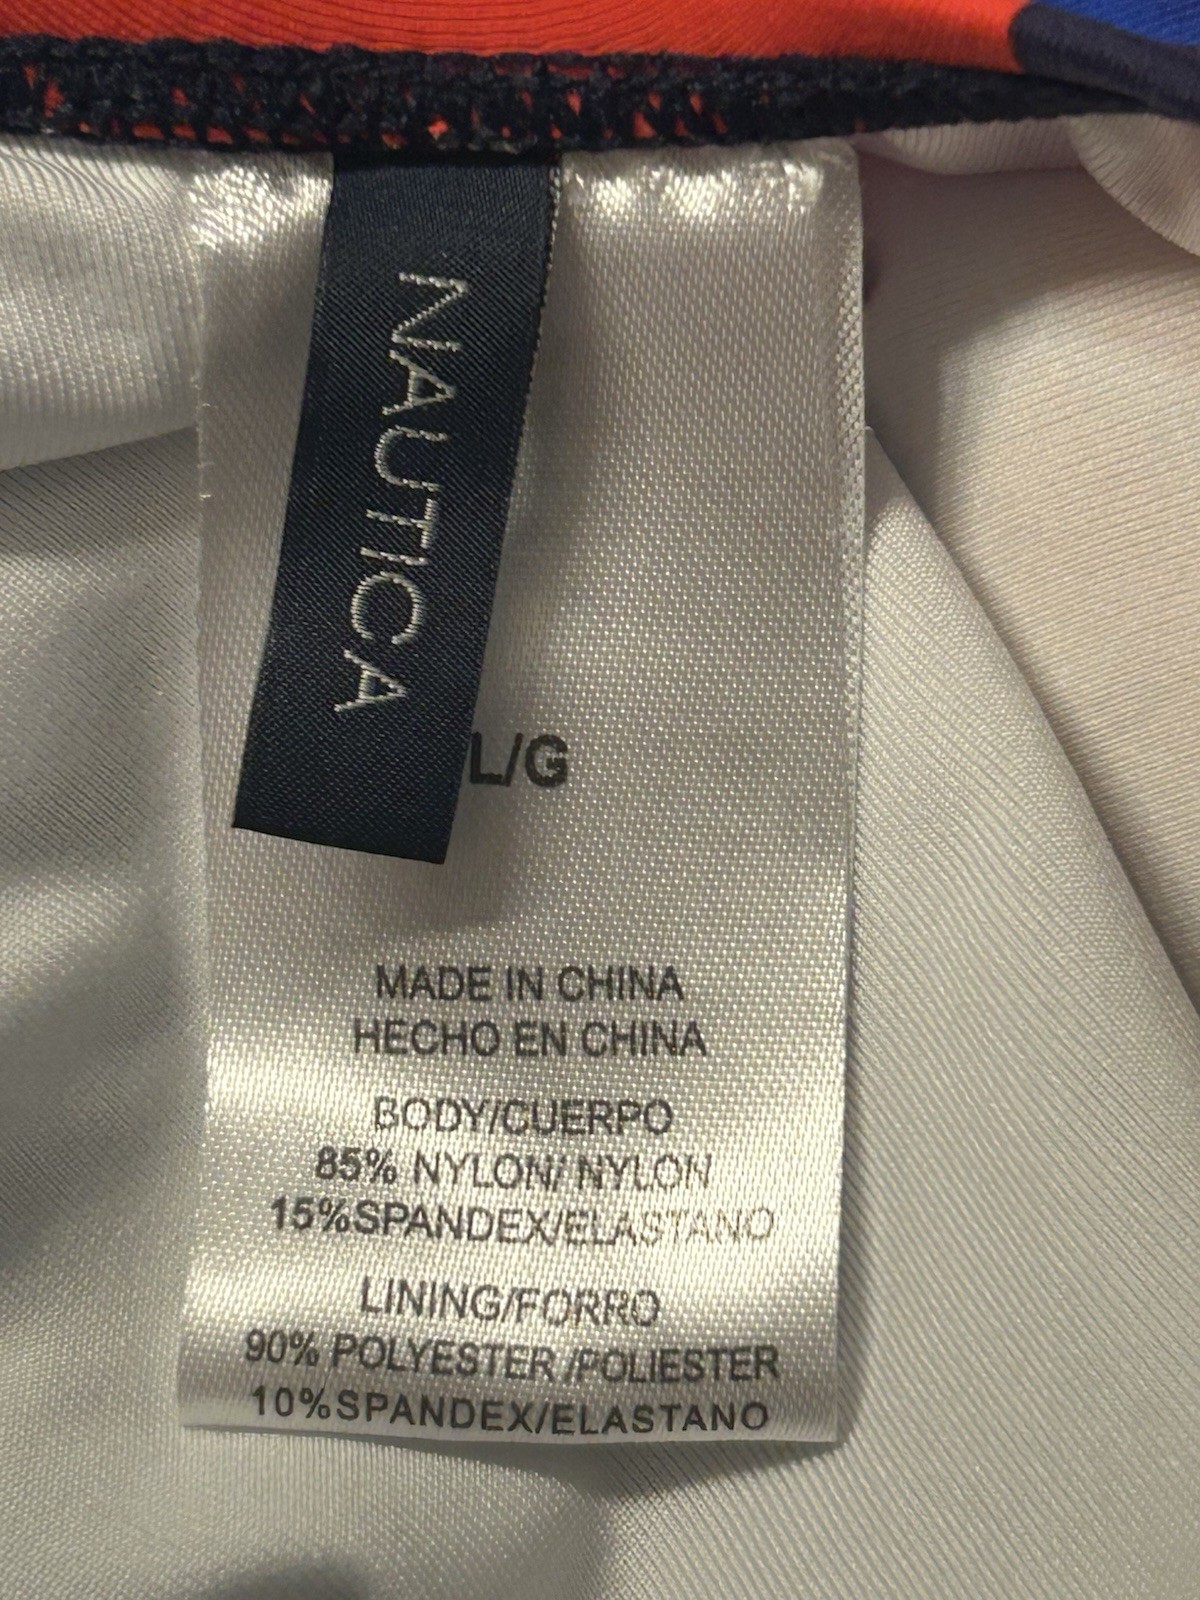 NAUTICA
L/G
MADE IN CHINA
HECHO EN CHINA
BODY/CUERPO
85% NYLON/ NYLON
15%SPANDEX/ELASTANO
LINING/FORRO
90% POLYESTER /POLIESTER
10%SPANDEX/ELASTANO